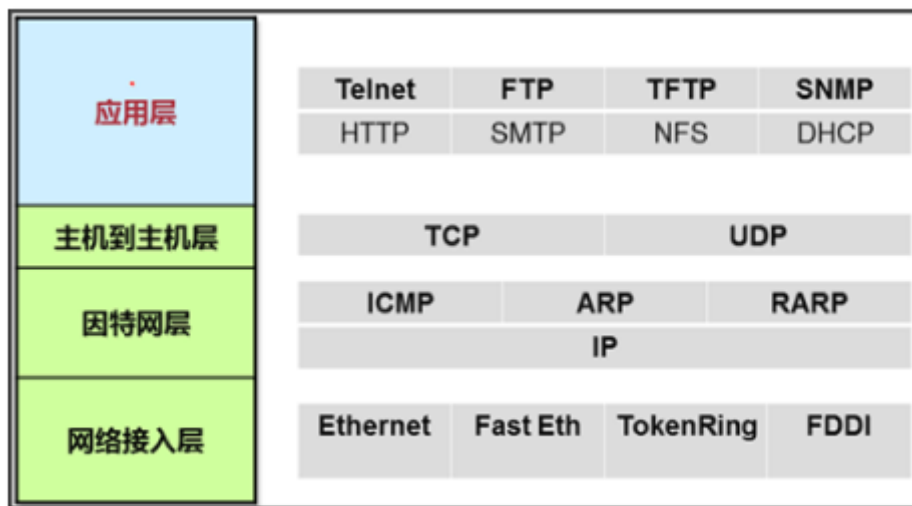 应用层
Telnet FTP TFTP SNMP
HTTP SMTP NFS DHCP
主机到主机层
TCP UDP
因特网层
ICMP ARP RARP
IP
网络接入层
Ethernet Fast Eth TokenRing FDDI